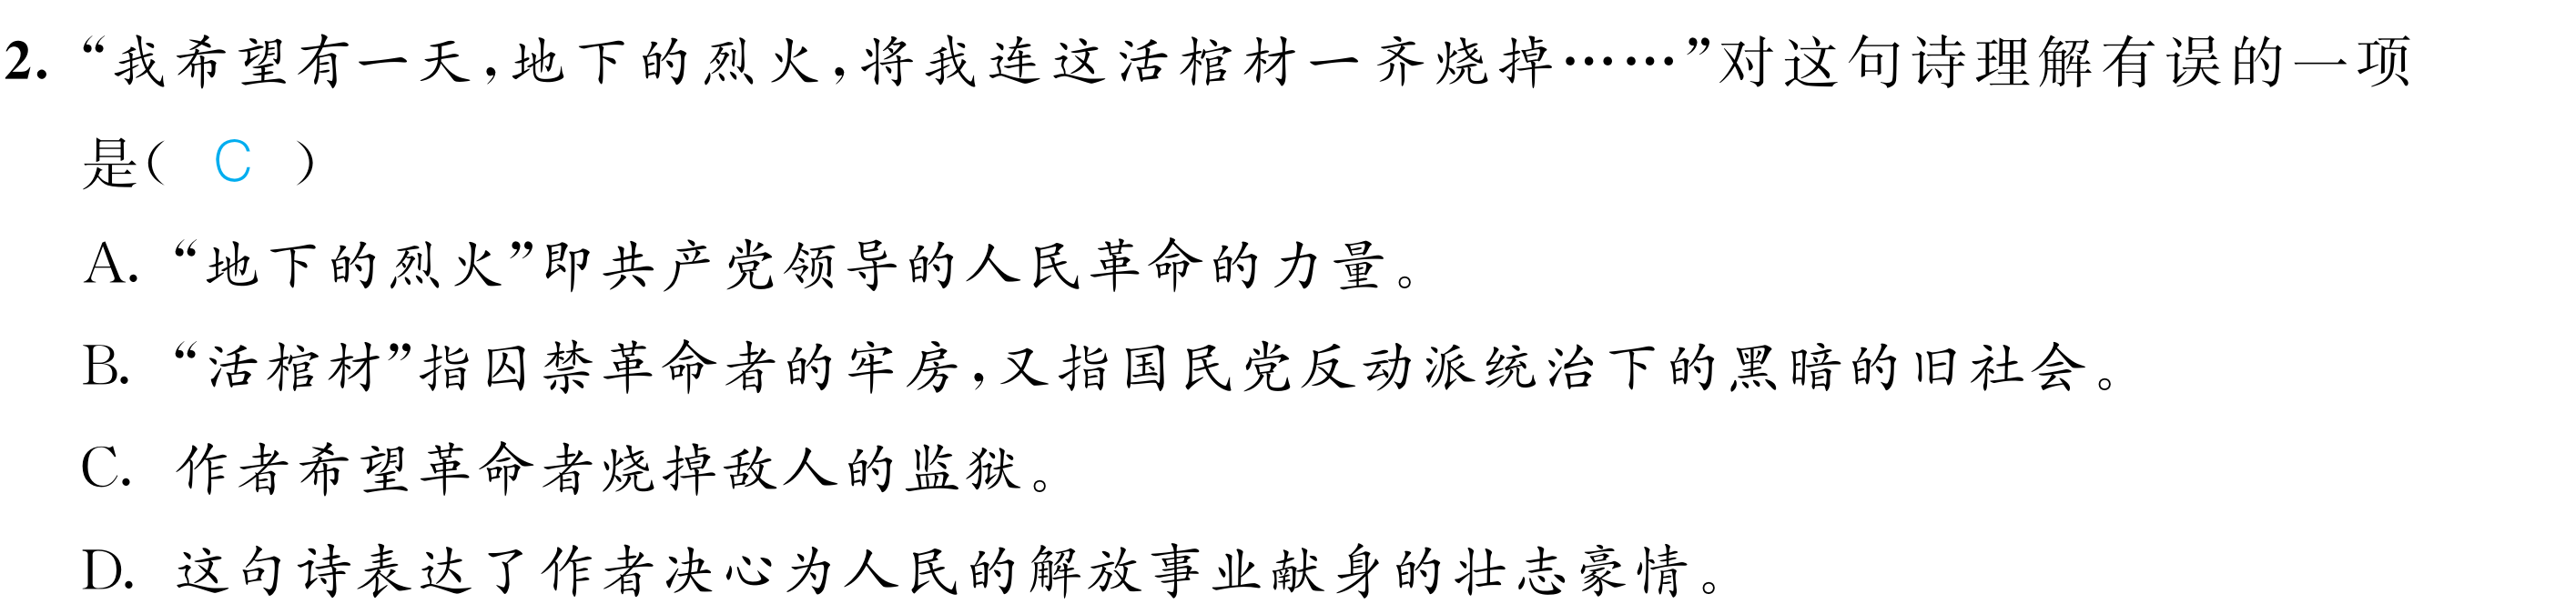 2. “我希望有一天,地下的烈火,将我连这活棺材一齐烧掉……”对这句诗理解有误的一项
是( C )
A. “地下的烈火”即共产党领导的人民革命的力量。
B. “活棺材”指囚禁革命者的牢房,又指国民党反动派统治下的黑暗的旧社会。
C. 作者希望革命者烧掉敌人的监狱。
D. 这句诗表达了作者决心为人民的解放事业献身的壮志豪情。